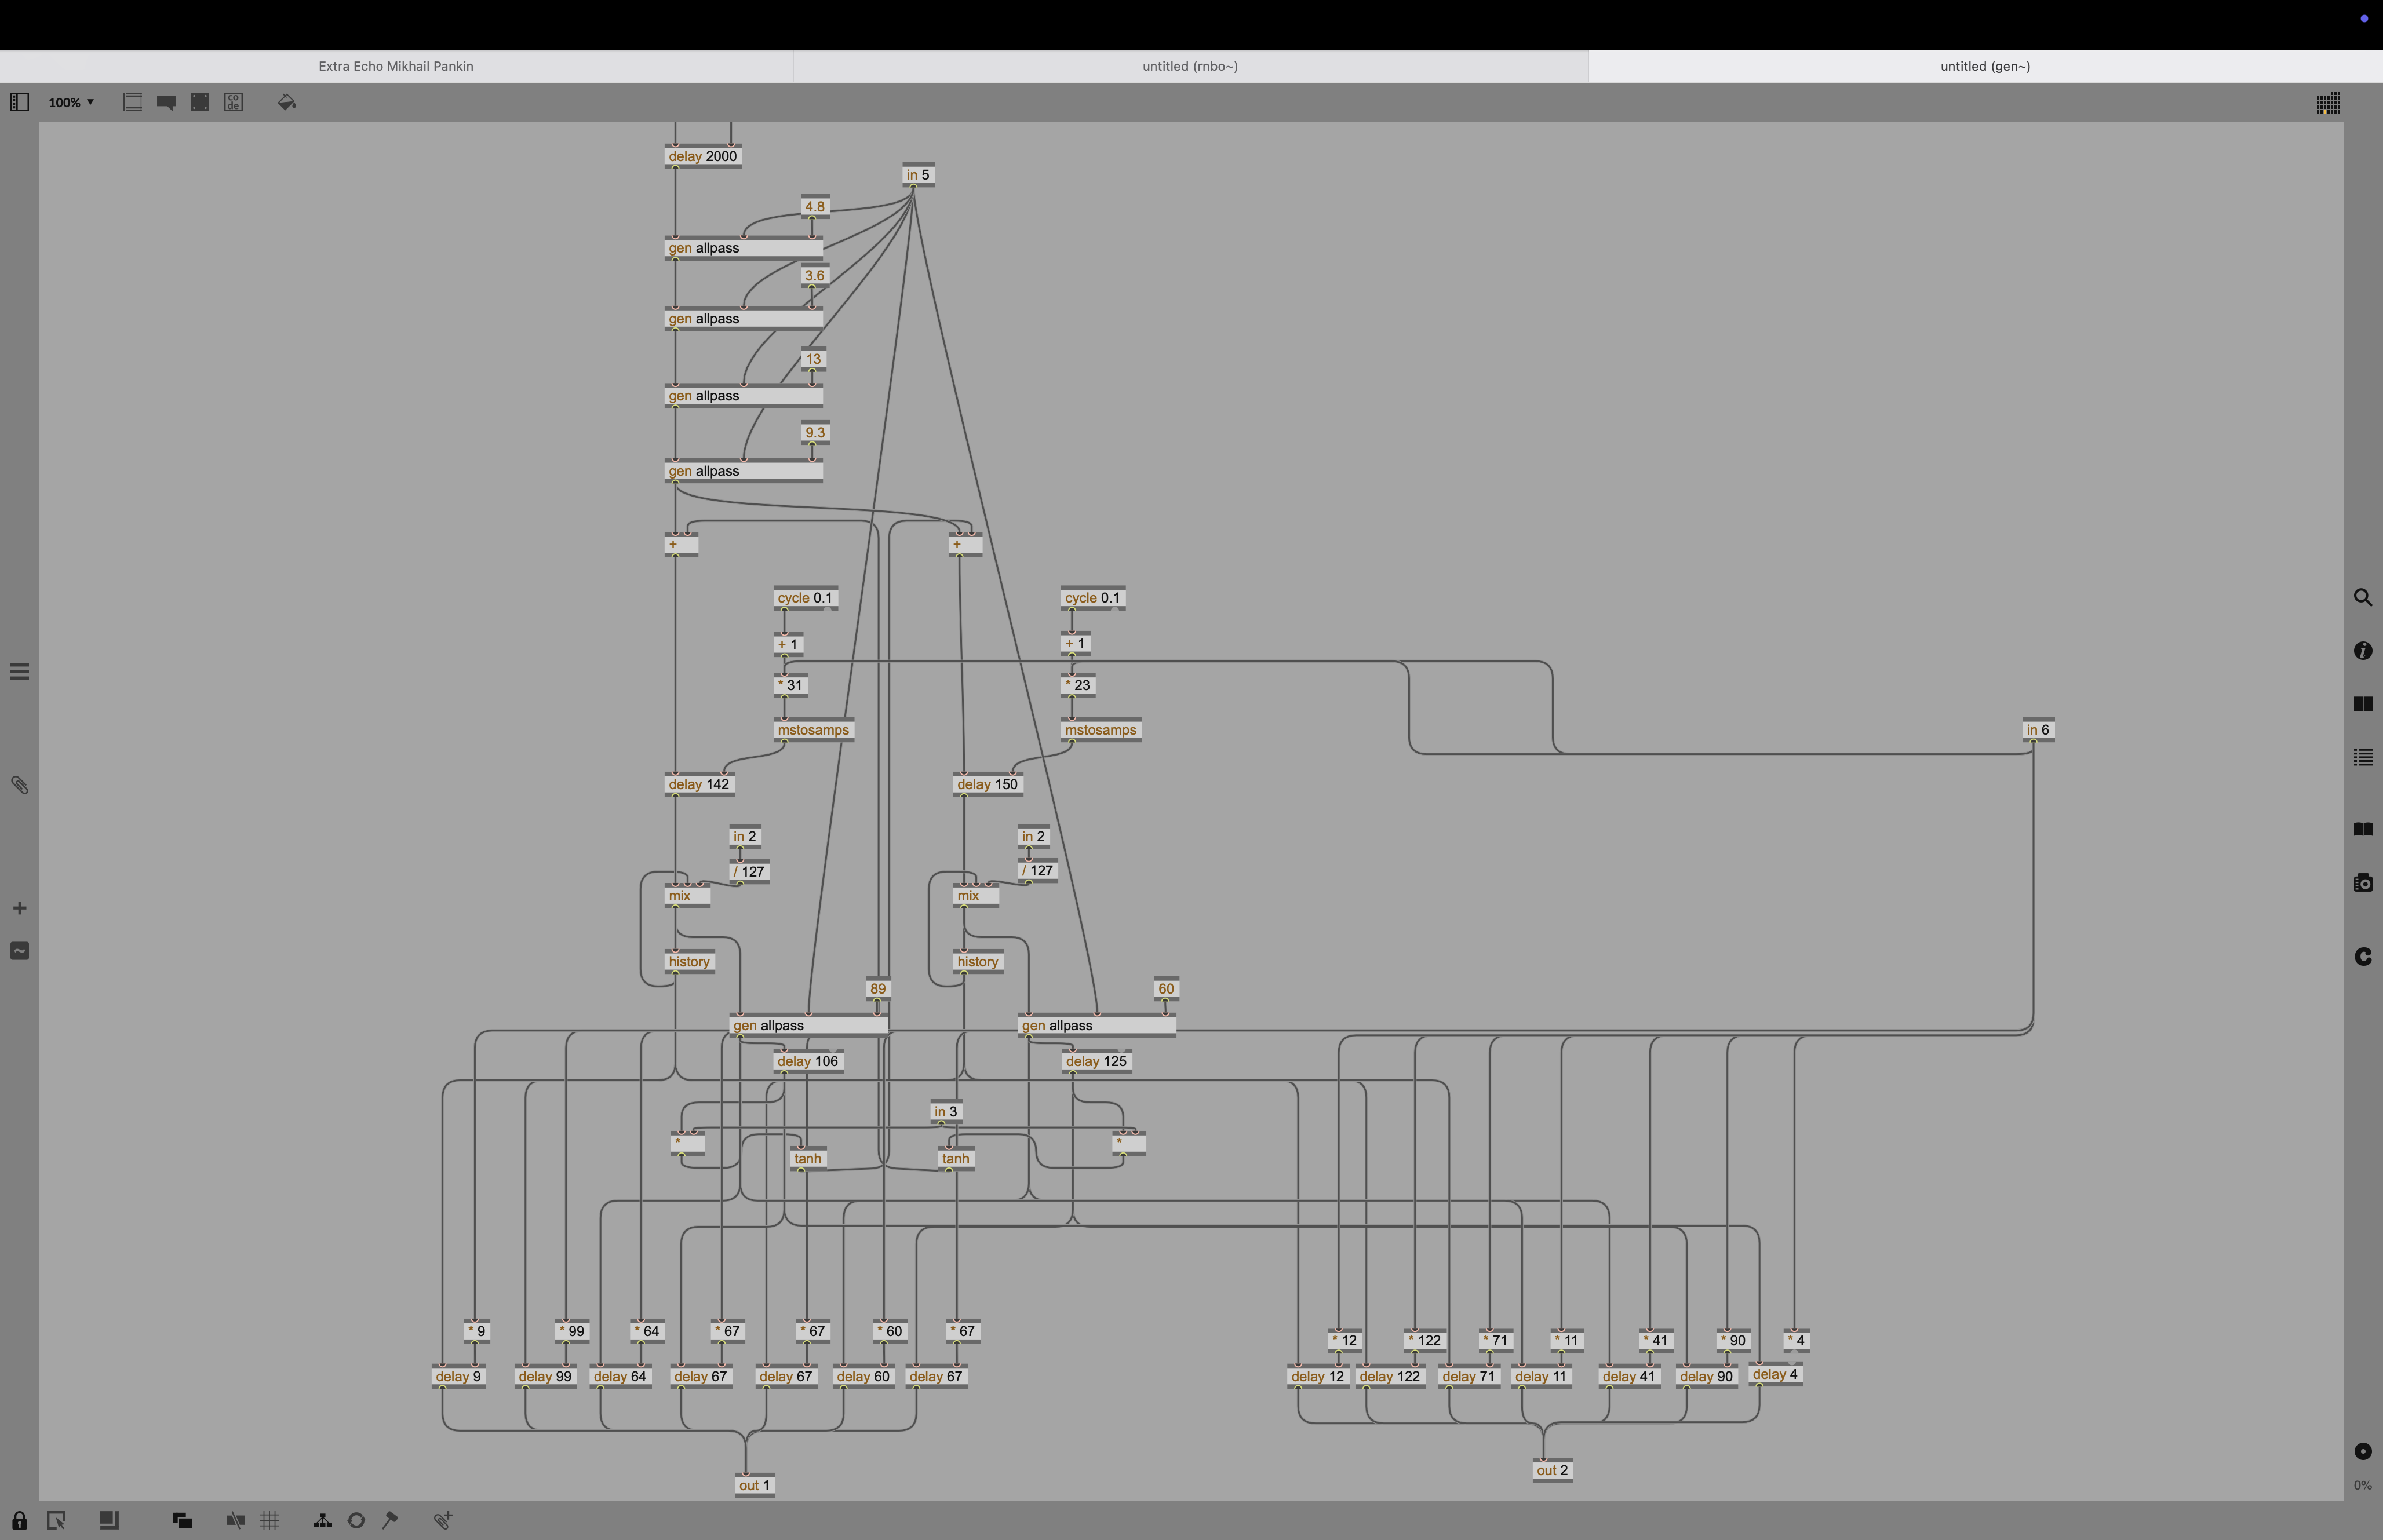 Extra Echo Mikhail Pankin
untitled (rnbo~)
untitled (gen~)
100%
co
de
delay 2000
in 5
4.8
gen allpass
3.6
gen allpass
13
gen allpass
9.3
gen allpass
+
+
cycle 0.1
cycle 0.1
+ 1
+ 1
* 31
* 23
mstosamps
mstosamps
in 6
delay 142
delay 150
in 2
in 2
/ 127
/ 127
mix
mix
history
history
89
60
gen allpass
gen allpass
delay 106
delay 125
in 3
*
*
tanh
tanh
* 9
* 99
* 64
* 67
* 67
* 60
* 67
* 12
* 122
* 71
* 11
* 41
* 90
* 4
delay 9
delay 99
delay 64
delay 67
delay 67
delay 60
delay 67
delay 12
delay 122
delay 71
delay 11
delay 41
delay 90
delay 4
out 1
out 2
0%